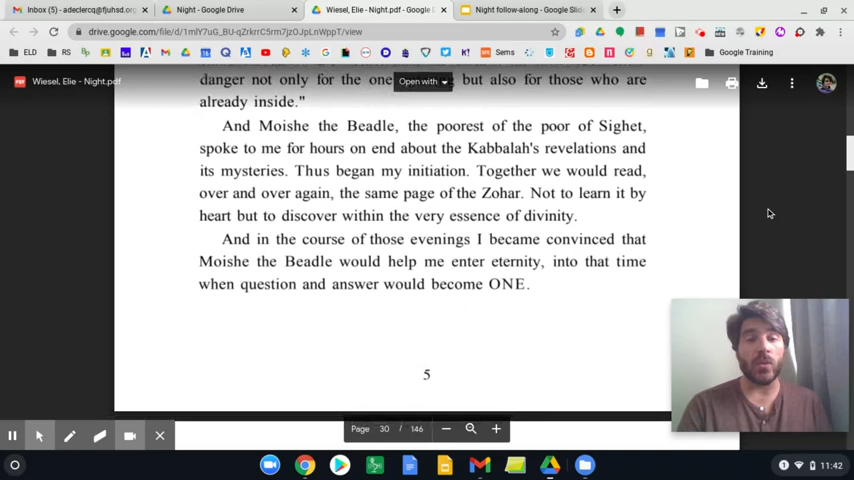 Inbox (5) - adeclercq@fjuhsd.org
Night - Google Drive
Wiesel, Elie - Night.pdf - Google D
Night follow-along - Google Slide
drive.google.com/file/d/1mlY7uG_BU-qZrkrrC5rm7jzOJpLnWppT/view
ELD
RS
Sems
Google Training
Wiesel, Elie - Night.pdf
Open with
danger not only for the one but also for those who are
already inside."
And Moishe the Beadle, the poorest of the poor of Sighet,
spoke to me for hours on end about the Kabbalah's revelations and
its mysteries. Thus began my initiation. Together we would read,
over and over again, the same page of the Zohar. Not to learn it by
heart but to discover within the very essence of divinity.
And in the course of those evenings I became convinced that
Moishe the Beadle would help me enter eternity, into that time
when question and answer would become ONE.
5
Page 30 / 146
1 11:42